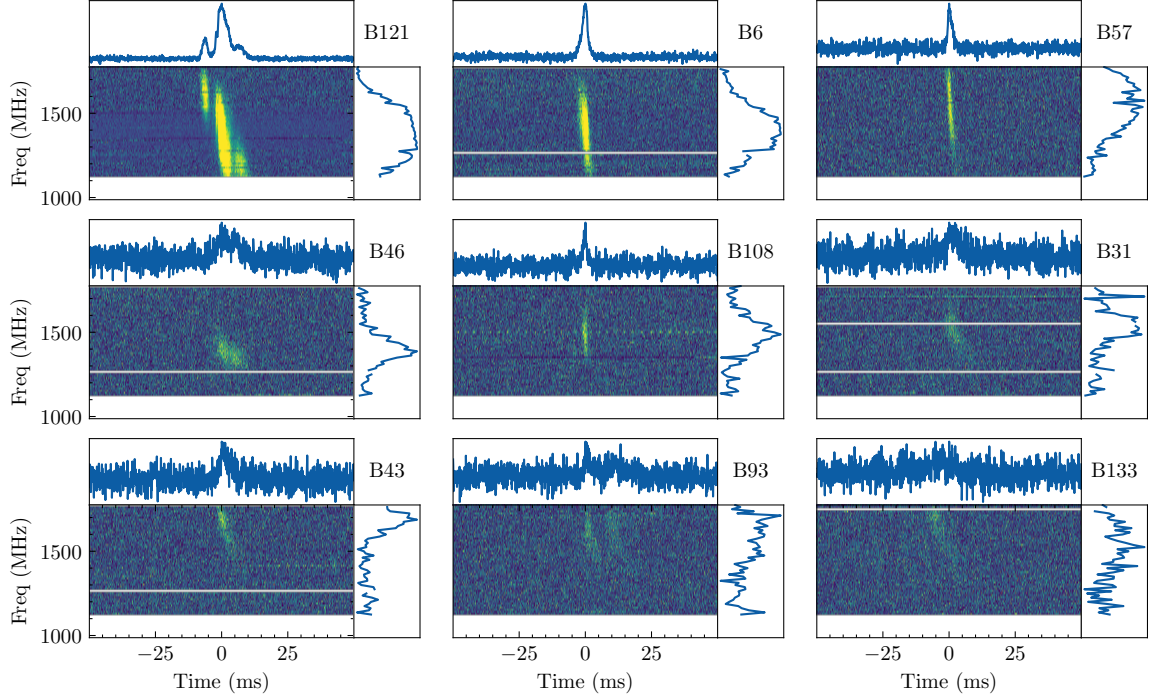 B121
B6
B57
Freq (MHz)
1500
1000
B46
B108
B31
Freq (MHz)
1500
1000
B43
B93
B133
Freq (MHz)
1500
1000
−25 0 25
−25 0 25
−25 0 25
Time (ms)
Time (ms)
Time (ms)